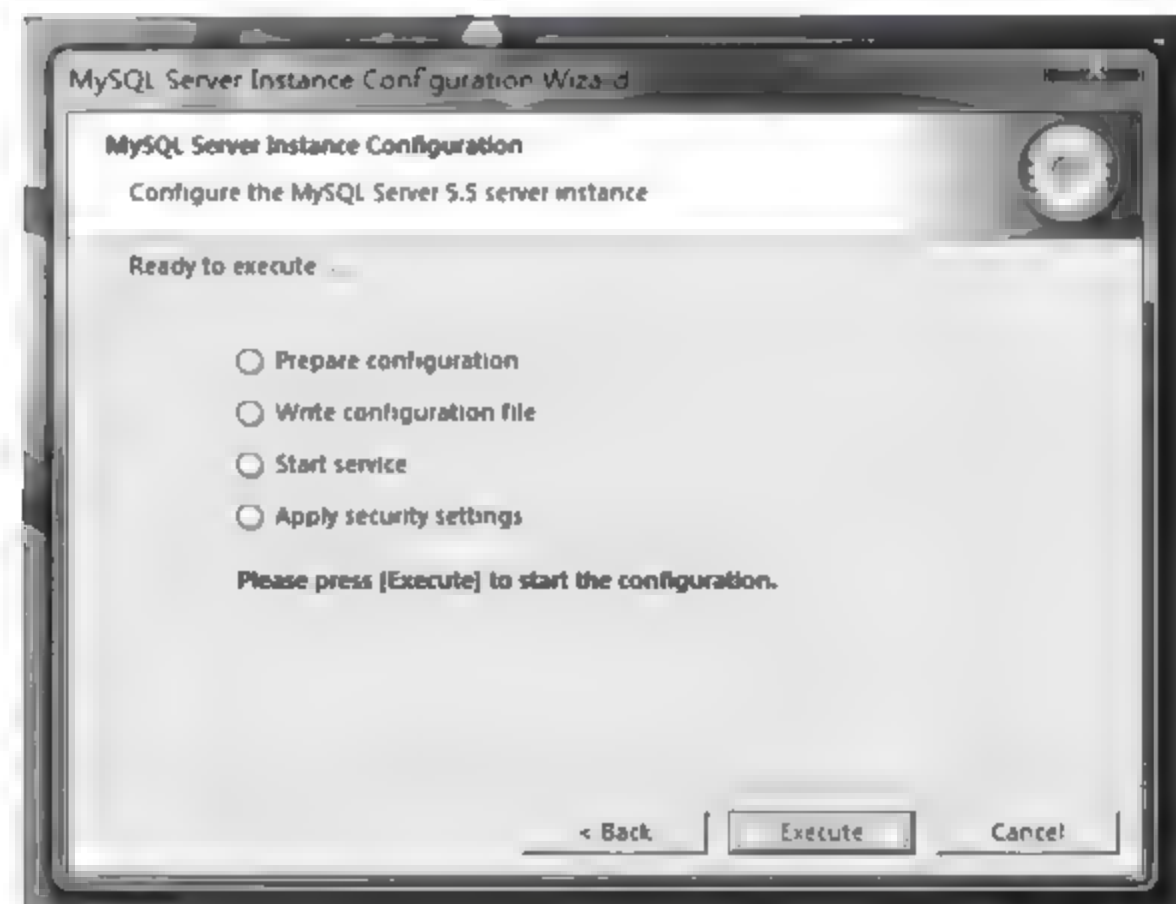 MySQL Server Instance Configuration Wizard
MySQL Server Instance Configuration
Configure the MySQL Server 5.5 server instance
Ready to execute ...
Prepare configuration
Write configuration file
Start service
Apply security settings
Please press [Execute] to start the configuration.
< Back
Execute
Cancel